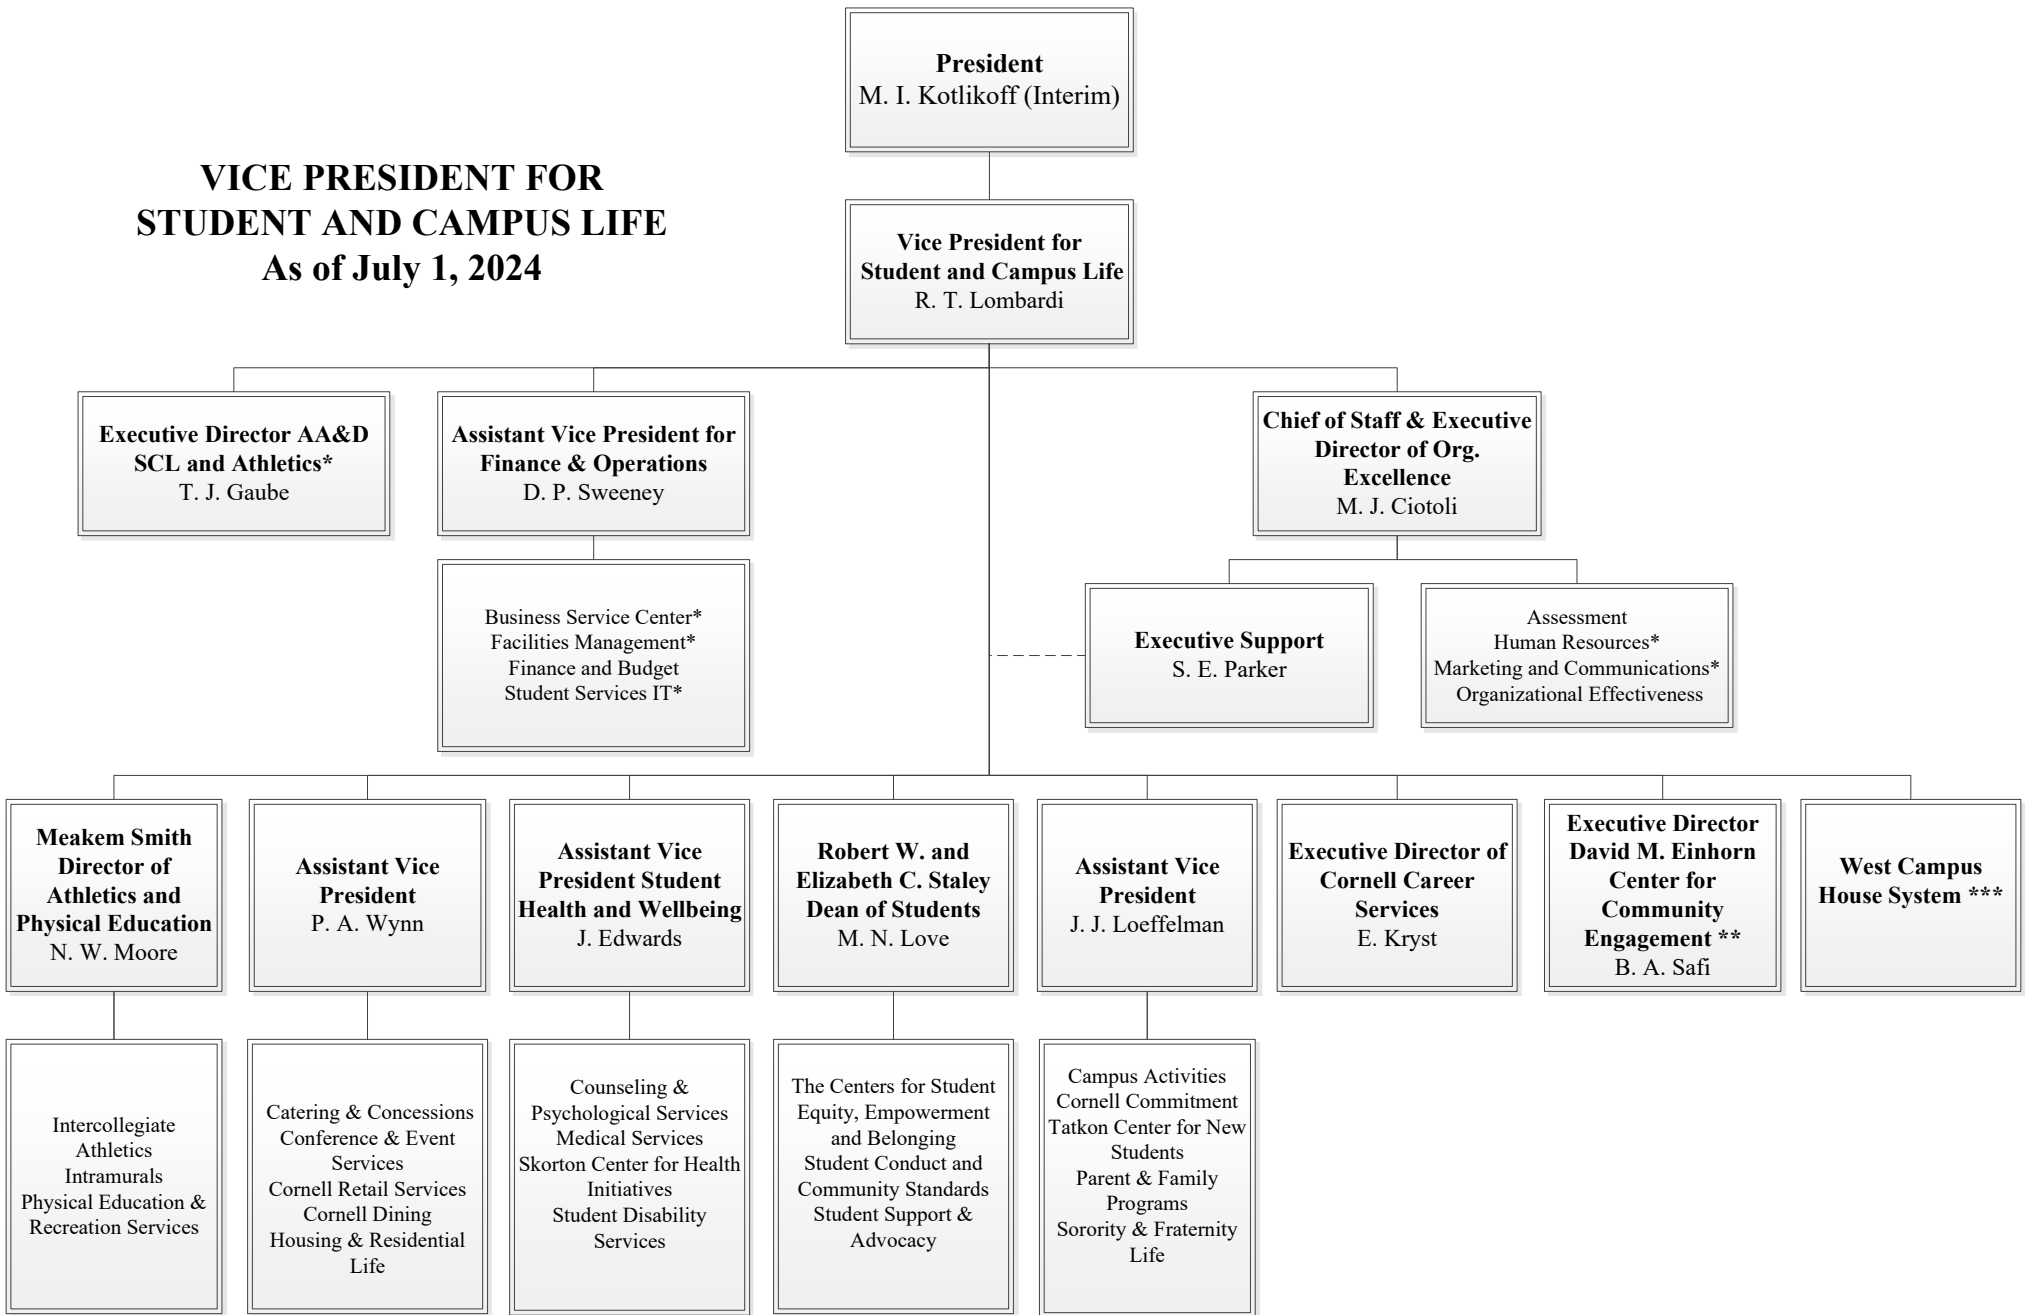 President
M. I. Kotlikoff (Interim)
VICE PRESIDENT FOR
STUDENT AND CAMPUS LIFE
As of July 1, 2024
Vice President for
Student and Campus Life
R. T. Lombardi
Executive Director AA&D
SCL and Athletics*
T. J. Gaube
Assistant Vice President for
Finance & Operations
D. P. Sweeney
Chief of Staff & Executive
Director of Org.
Excellence
M. J. Ciotoli
Business Service Center*
Facilities Management*
Finance and Budget
Student Services IT*
Executive Support
S. E. Parker
Assessment
Human Resources*
Marketing and Communications*
Organizational Effectiveness
Meakem Smith
Director of
Athletics and
Physical Education
N. W. Moore
Assistant Vice
President
P. A. Wynn
Assistant Vice
President Student
Health and Wellbeing
J. Edwards
Robert W. and
Elizabeth C. Staley
Dean of Students
M. N. Love
Assistant Vice
President
J. J. Loeffelman
Executive Director of
Cornell Career
Services
E. Kryst
Executive Director
David M. Einhorn
Center for
Community
Engagement **
B. A. Safi
West Campus
House System ***
Intercollegiate
Athletics
Intramurals
Physical Education &
Recreation Services
Catering & Concessions
Conference & Event
Services
Cornell Retail Services
Cornell Dining
Housing & Residential
Life
Counseling &
Psychological Services
Medical Services
Skorton Center for Health
Initiatives
Student Disability
Services
The Centers for Student
Equity, Empowerment
and Belonging
Student Conduct and
Community Standards
Student Support &
Advocacy
Campus Activities
Cornell Commitment
Tatkon Center for New
Students
Parent & Family
Programs
Sorority & Fraternity
Life